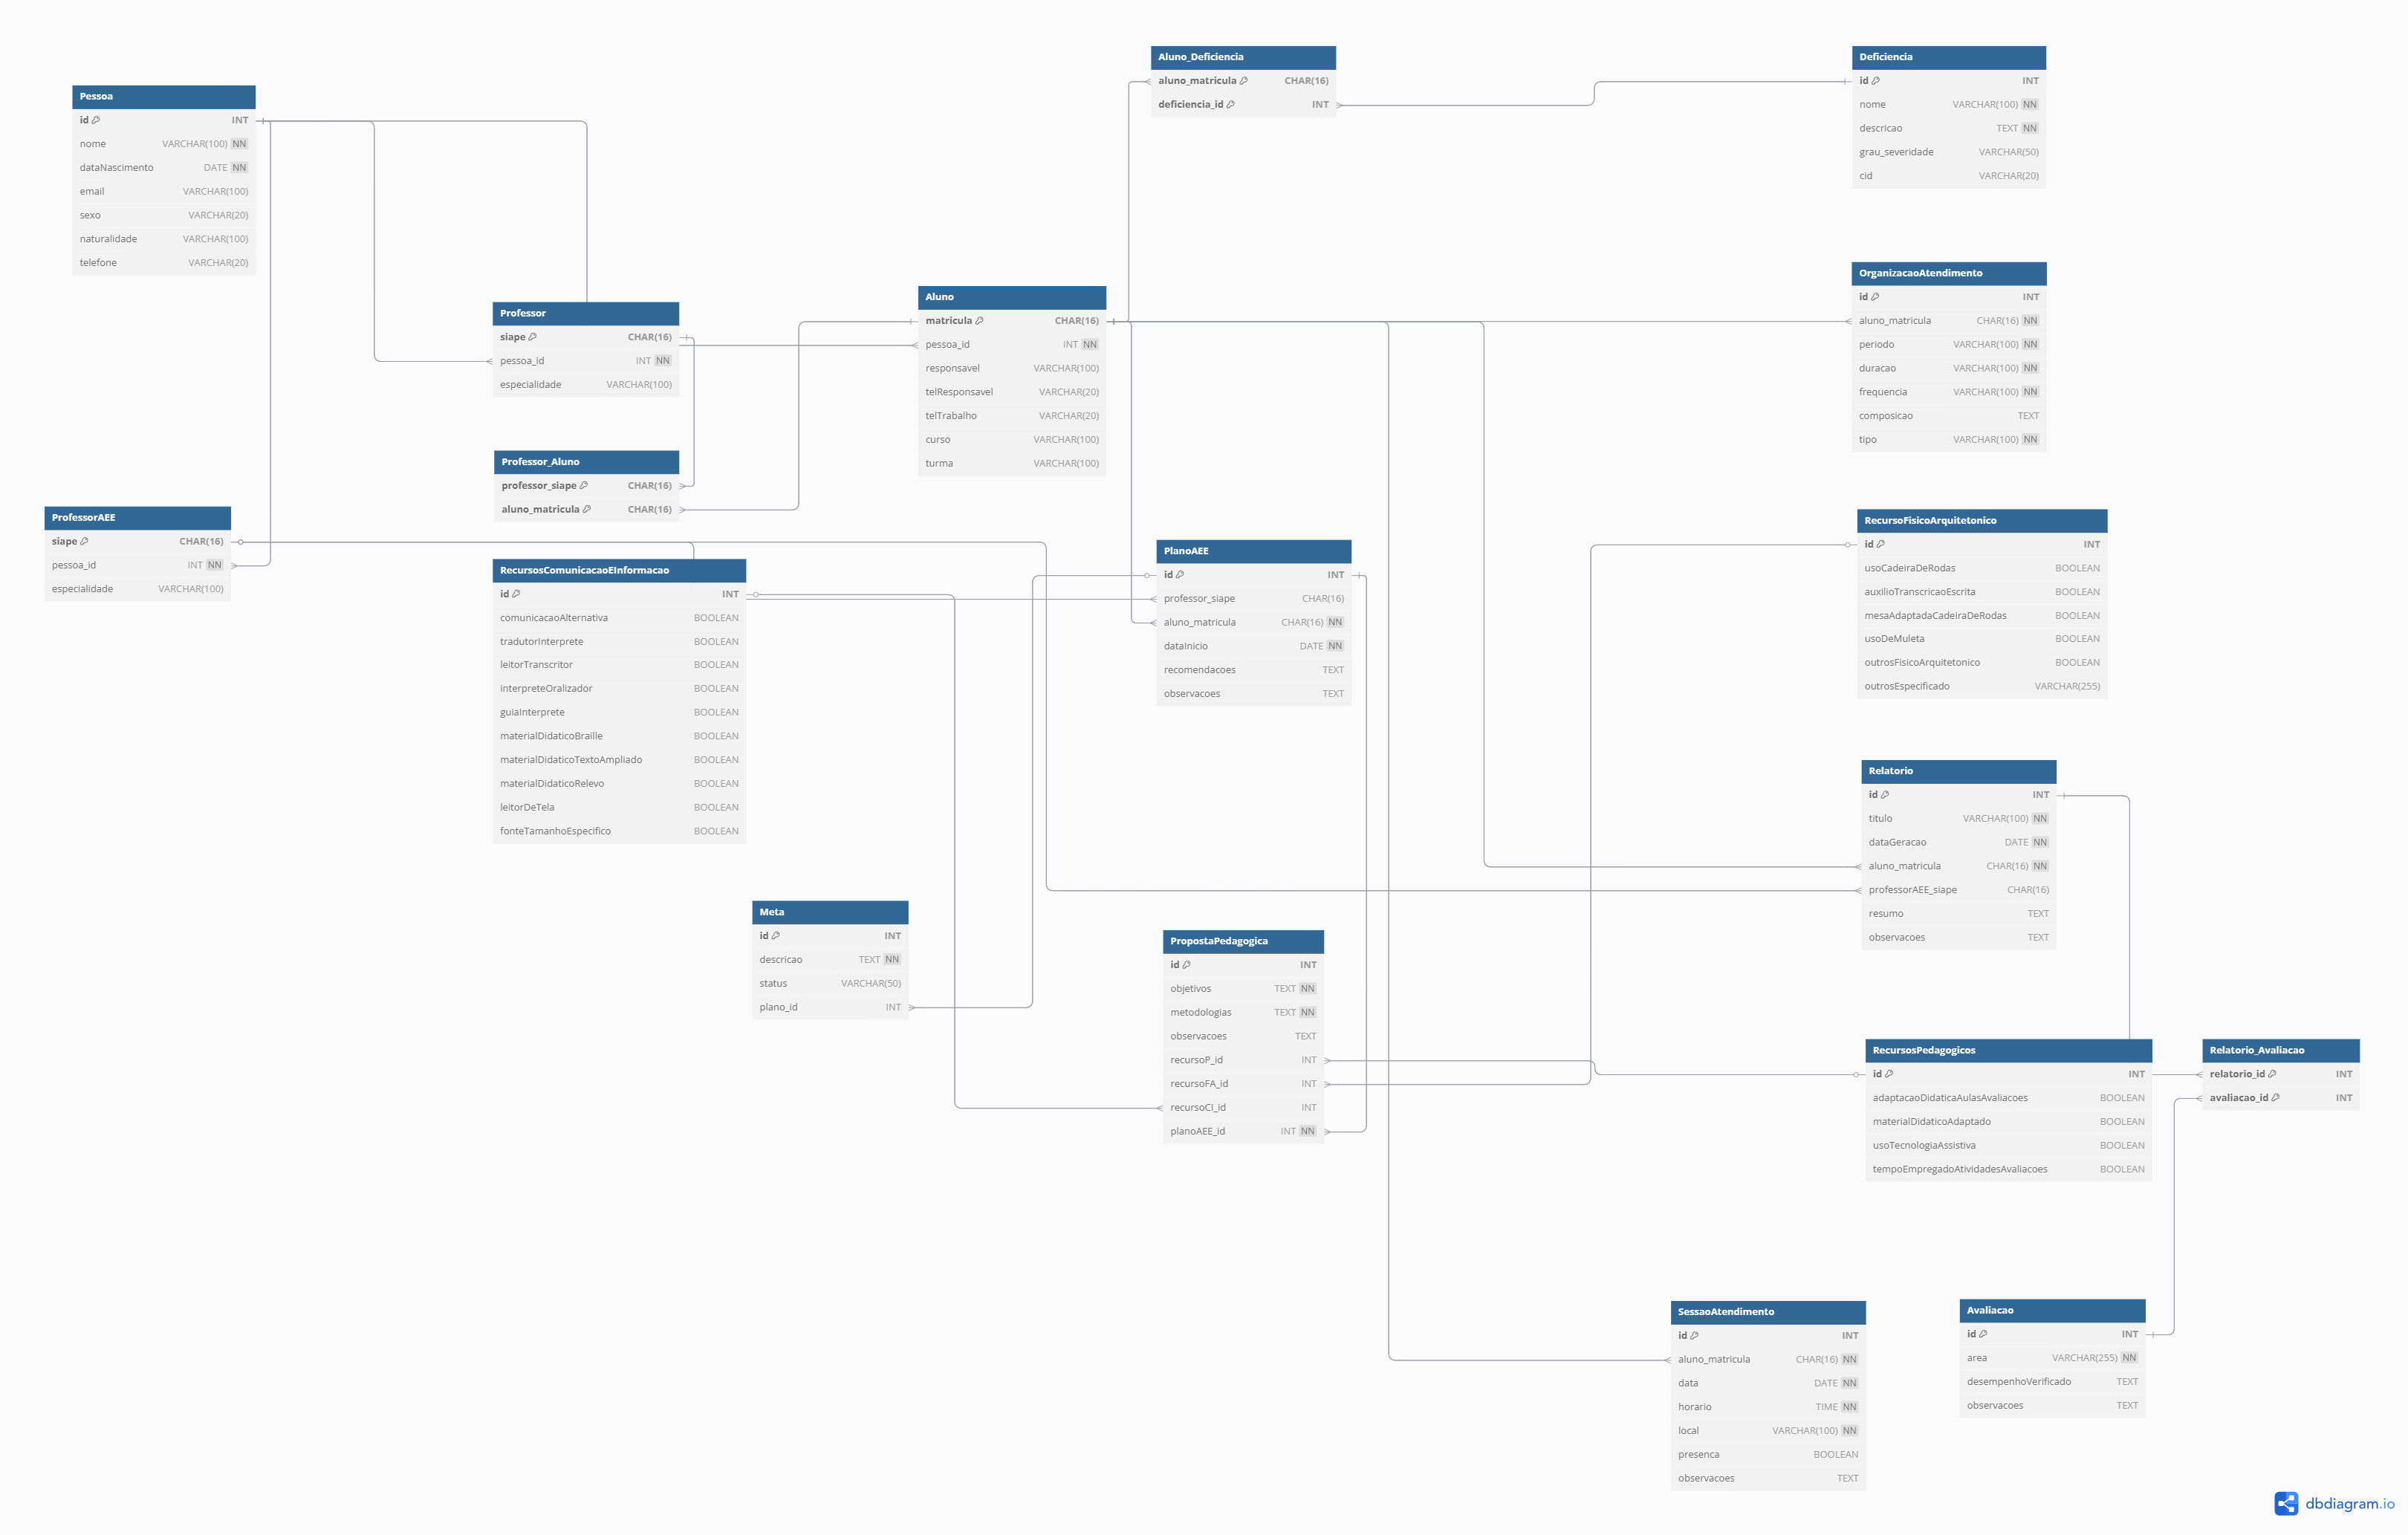 Pessoa
id INT
nome VARCHAR(100) NN
dataNascimento DATE NN
email VARCHAR(100)
sexo VARCHAR(20)
naturalidade VARCHAR(100)
telefone VARCHAR(20)
Professor
siape CHAR(16)
pessoa_id INT NN
especialidade VARCHAR(100)
Professor_Aluno
professor_siape CHAR(16)
aluno_matricula CHAR(16)
ProfessorAEE
siape CHAR(16)
pessoa_id INT NN
especialidade VARCHAR(100)
RecursosComunicacaoEInformacao
id INT
comunicacaoAlternativa BOOLEAN
tradutorInterprete BOOLEAN
leitorTranscritor BOOLEAN
interpreteOralizador BOOLEAN
guiaInterprete BOOLEAN
materialDidaticoBraille BOOLEAN
materialDidaticoTextoAmpliado BOOLEAN
materialDidaticoRelevo BOOLEAN
leitorDeTela BOOLEAN
fonteTamanhoEspecifico BOOLEAN
Meta
id INT
descricao TEXT NN
status VARCHAR(50)
plano_id INT
Aluno
matricula CHAR(16)
pessoa_id INT NN
responsavel VARCHAR(100)
telResponsavel VARCHAR(20)
telTrabalho VARCHAR(20)
curso VARCHAR(100)
turma VARCHAR(100)
Aluno_Deficiencia
aluno_matricula CHAR(16)
deficiencia_id INT
PlanoAEE
id INT
professor_siape CHAR(16)
aluno_matricula CHAR(16) NN
dataInicio DATE NN
recomendacoes TEXT
observacoes TEXT
PropostaPedagogica
id INT
objetivos TEXT NN
metodologias TEXT NN
observacoes TEXT
recursoP_id INT
recursoFA_id INT
recursoCI_id INT
planoAEE_id INT NN
Deficiencia
id INT
nome VARCHAR(100) NN
descricao TEXT NN
grau_severidade VARCHAR(50)
cid VARCHAR(20)
OrganizacaoAtendimento
id INT
aluno_matricula CHAR(16) NN
periodo VARCHAR(100) NN
duracao VARCHAR(100) NN
frequencia VARCHAR(100) NN
composicao TEXT
tipo VARCHAR(100) NN
RecursoFisicoArquitetonico
id INT
usoCadeiraDeRodas BOOLEAN
auxilioTranscricaoEscrita BOOLEAN
mesaAdaptadaCadeiraDeRodas BOOLEAN
usoDeMuleta BOOLEAN
outrosFisicoArquitetonico BOOLEAN
outrosEspecificado VARCHAR(255)
Relatorio
id INT
titulo VARCHAR(100) NN
dataGeracao DATE NN
aluno_matricula CHAR(16) NN
professorAEE_siape CHAR(16)
resumo TEXT
observacoes TEXT
RecursosPedagogicos
id INT
adaptacaoDidaticaAulasAvaliacoes BOOLEAN
materialDidaticoAdaptado BOOLEAN
usoTecnologiaAssistiva BOOLEAN
tempoEmpregadoAtividadesAvaliacoes BOOLEAN
Relatorio_Avaliacao
relatorio_id INT
avaliacao_id INT
SessaoAtendimento
id INT
aluno_matricula CHAR(16) NN
data DATE NN
horario TIME NN
local VARCHAR(100) NN
presenca BOOLEAN
observacoes TEXT
Avaliacao
id INT
area VARCHAR(255) NN
desempenhoVerificado TEXT
observacoes TEXT
dbdiagram.io